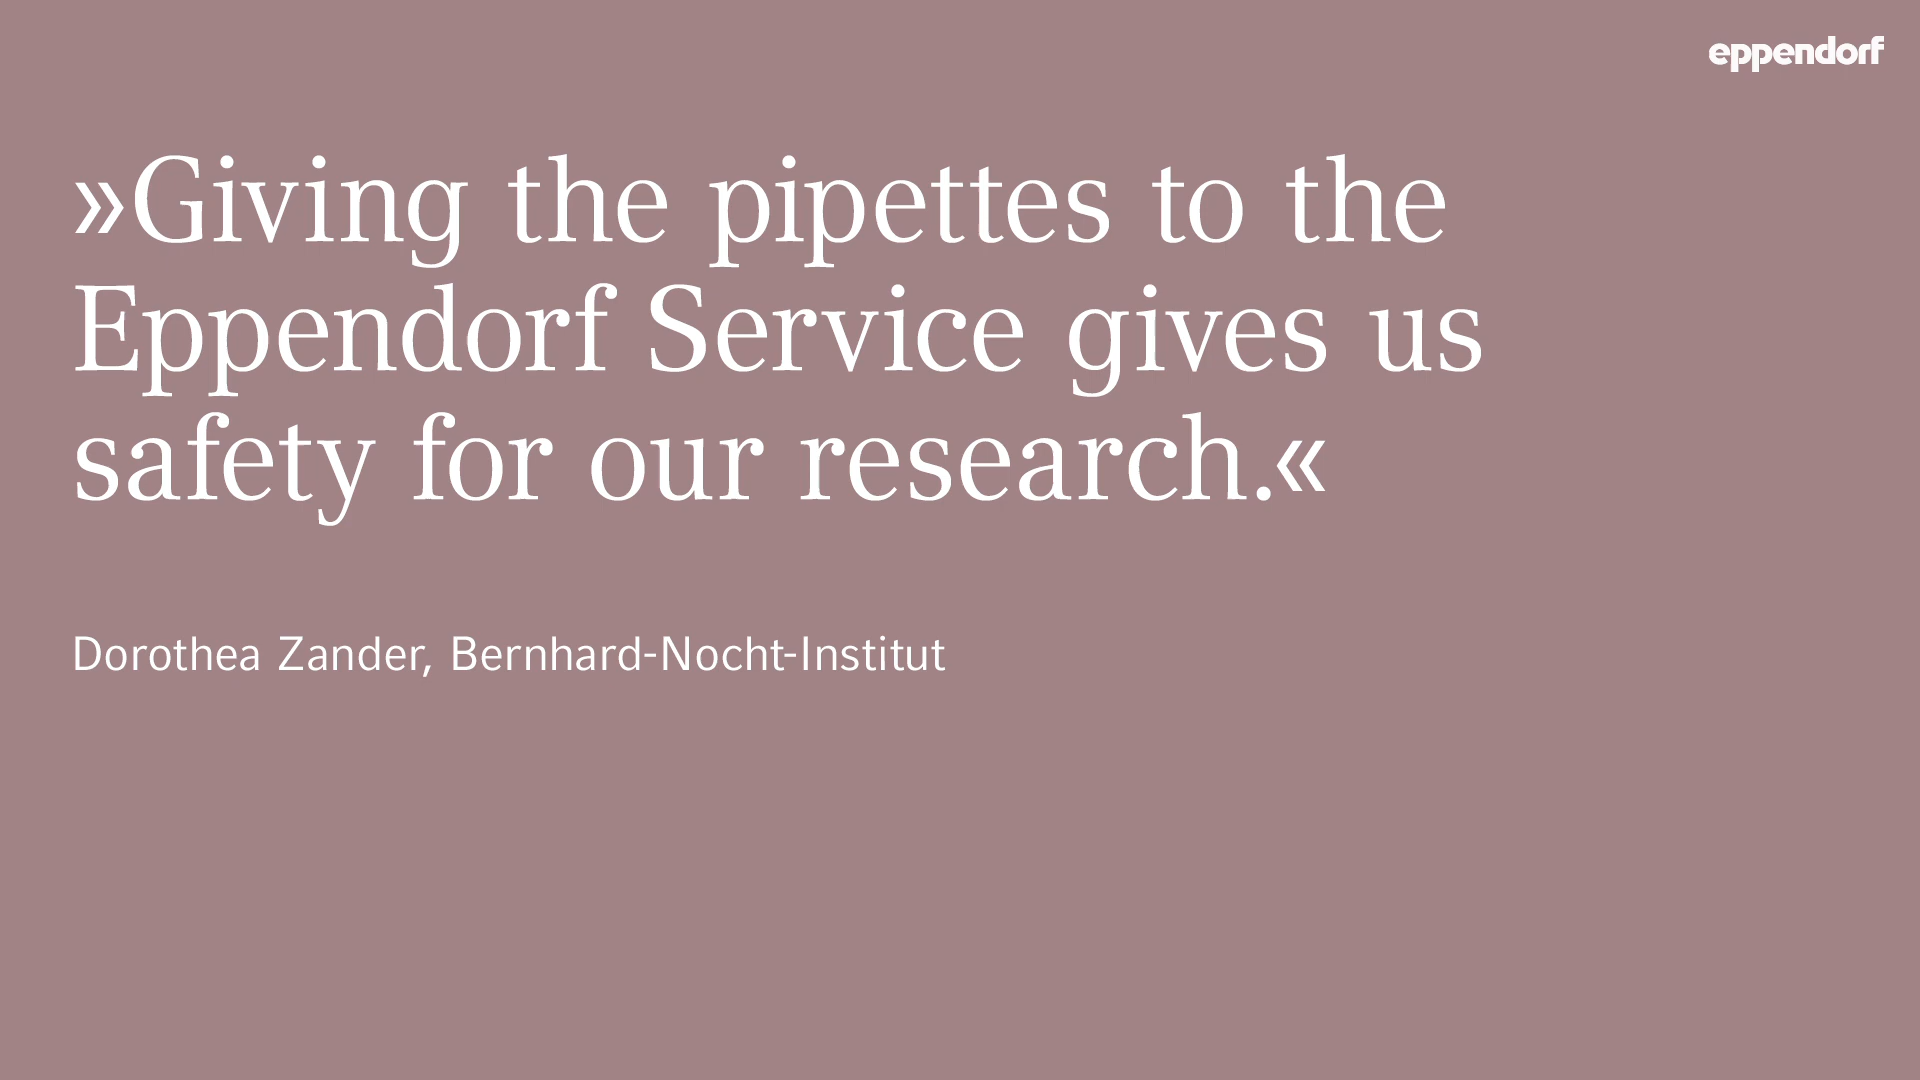 eppendorf
»Giving the pipettes to the
Eppendorf Service gives us
safety for our research.«
Dorothea Zander, Bernhard-Nocht-Institut